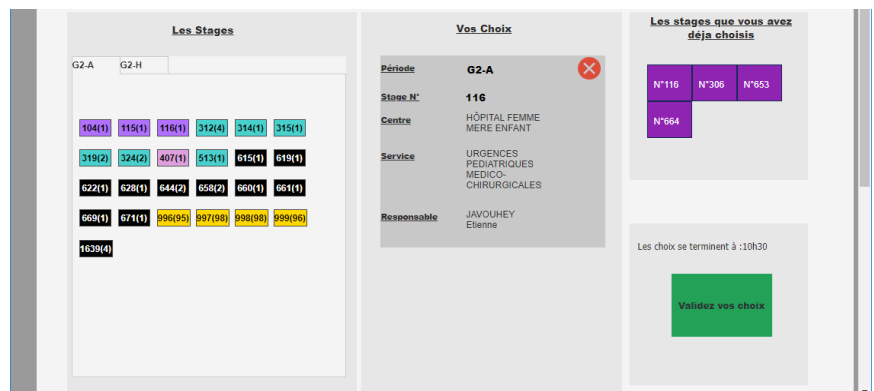 Les Stages
G2-A G2-H
104(1) 115(1) 116(1) 312(4) 314(1) 315(1)
319(2) 324(2) 407(1) 513(1) 615(1) 619(1)
622(1) 628(1) 644(2) 658(2) 660(1) 661(1)
669(1) 671(1) 996(95) 997(98) 998(98) 999(96)
1639(4)
Vos Choix
Période G2-A
Stage N° 116
Centre HÔPITAL FEMME
MERE ENFANT
Service URGENCES
PEDIATRIQUES
MEDICO-
CHIRURGICALES
Responsable JAVOUHEY
Etienne
Les stages que vous avez
déja choisis
N°116 N°306 N°653
N°664
Les choix se terminent à :10h30
Validez vos choix